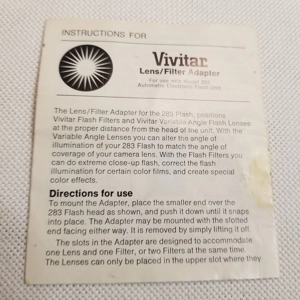 INSTRUCTIONS FOR
Vivitar
Lens/Filter Adapter
For use with Model 283
Automatic Electronic Flash Units
The Lens/Filter Adapter for the 283 Flash, positions
Vivitar Flash Filters and Vivitar Variable Angle Flash Lenses
at the proper distance from the head of the unit. With the
Variable Angle Lenses you can alter the angle of
illumination of your 283 Flash to match the angle of
coverage of your camera lens. With the Flash Filters you
can do extreme close-up flash, correct the flash
illumination for certain color films, and create special
color effects.
Directions for use
To mount the Adapter, place the smaller end over the
283 Flash head as shown, and push it down until it snaps
into place. The Adapter may be mounted with the slotted
end facing either way. It is removed by simply lifting it off.
The slots in the Adapter are designed to accommodate
one Lens and one Filter, or two Filters at the same time.
The Lenses can only be placed in the upper slot where they